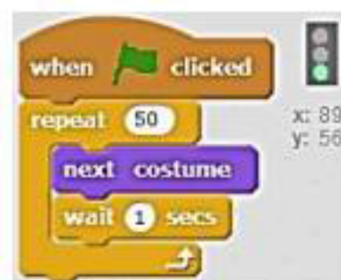 when clicked
repeat 50
next costume
wait 1 secs
x: 89
y: 56